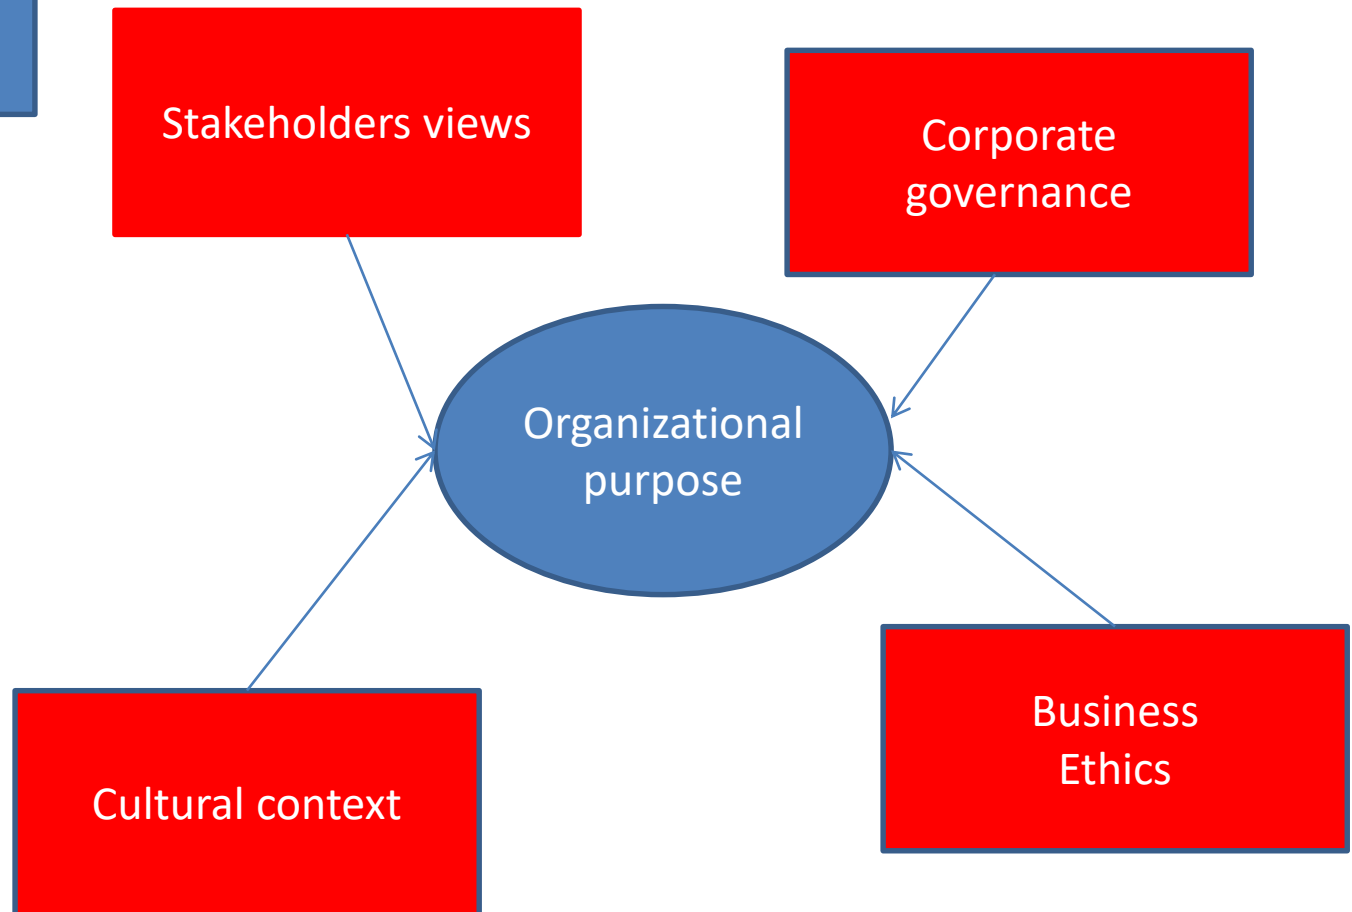 Stakeholders views
Corporate
governance
Organizational
purpose
Business
Ethics
Cultural context